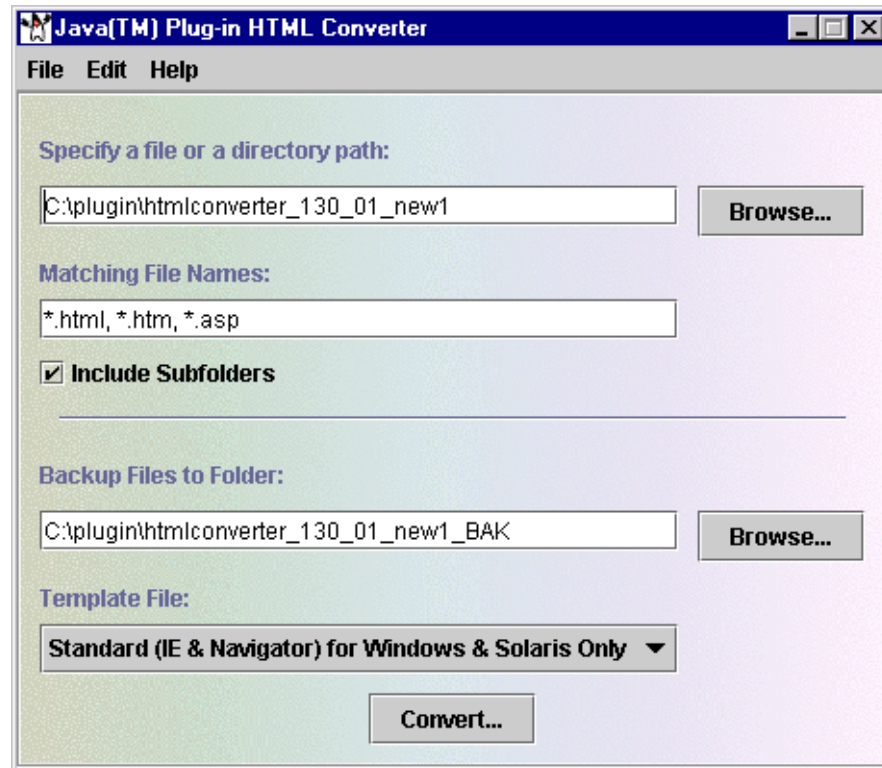 Java(TM) Plug-in HTML Converter
File Edit Help
Specify a file or a directory path:
C:\plugin\htmlconverter_130_01_new1
Browse...
Matching File Names:
*.html, *.htm, *.asp
Include Subfolders
Backup Files to Folder:
C:\plugin\htmlconverter_130_01_new1_BAK
Browse...
Template File:
Standard (IE & Navigator) for Windows & Solaris Only
Convert...